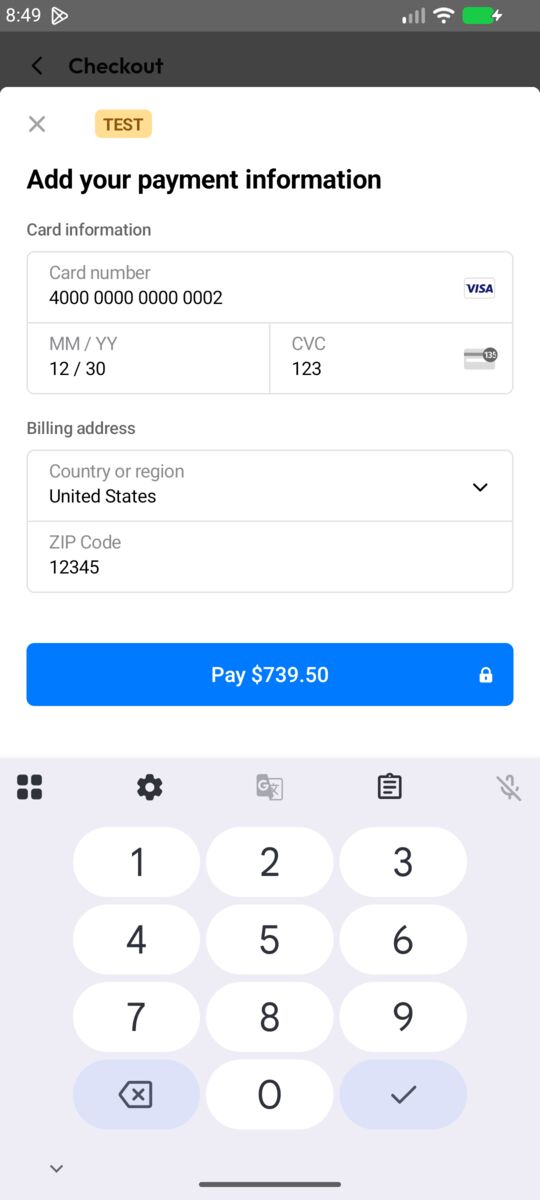 8:49
Checkout
TEST
Add your payment information
Card information
Card number
4000 0000 0000 0002
VISA
MM / YY
12 / 30
CVC
123
135
Billing address
Country or region
United States
ZIP Code
12345
Pay $739.50
1 2 3
4 5 6
7 8 9
0